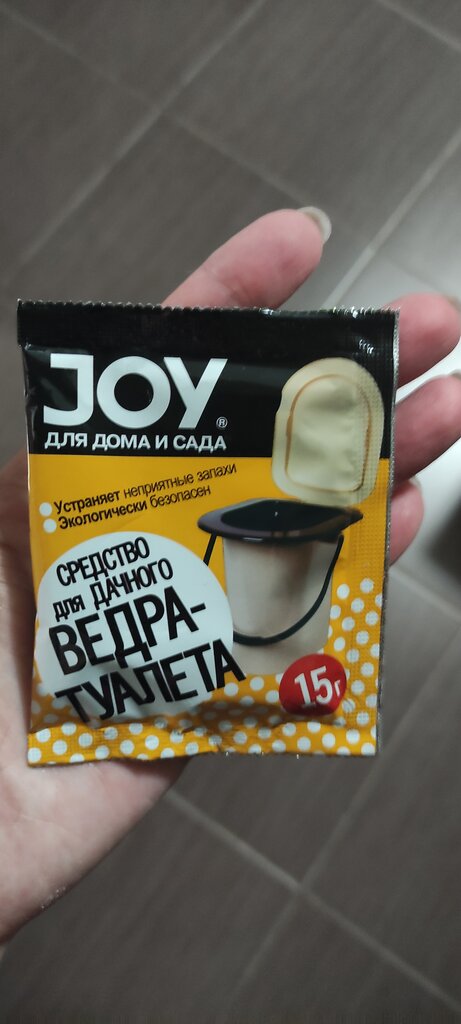 JOY®
ДЛЯ ДОМА И САДА
Устраняет неприятные запахи
Экологически безопасен
СРЕДСТВО
для ДАЧНОГО
ВЕДРА-
ТУАЛЕТА
15г